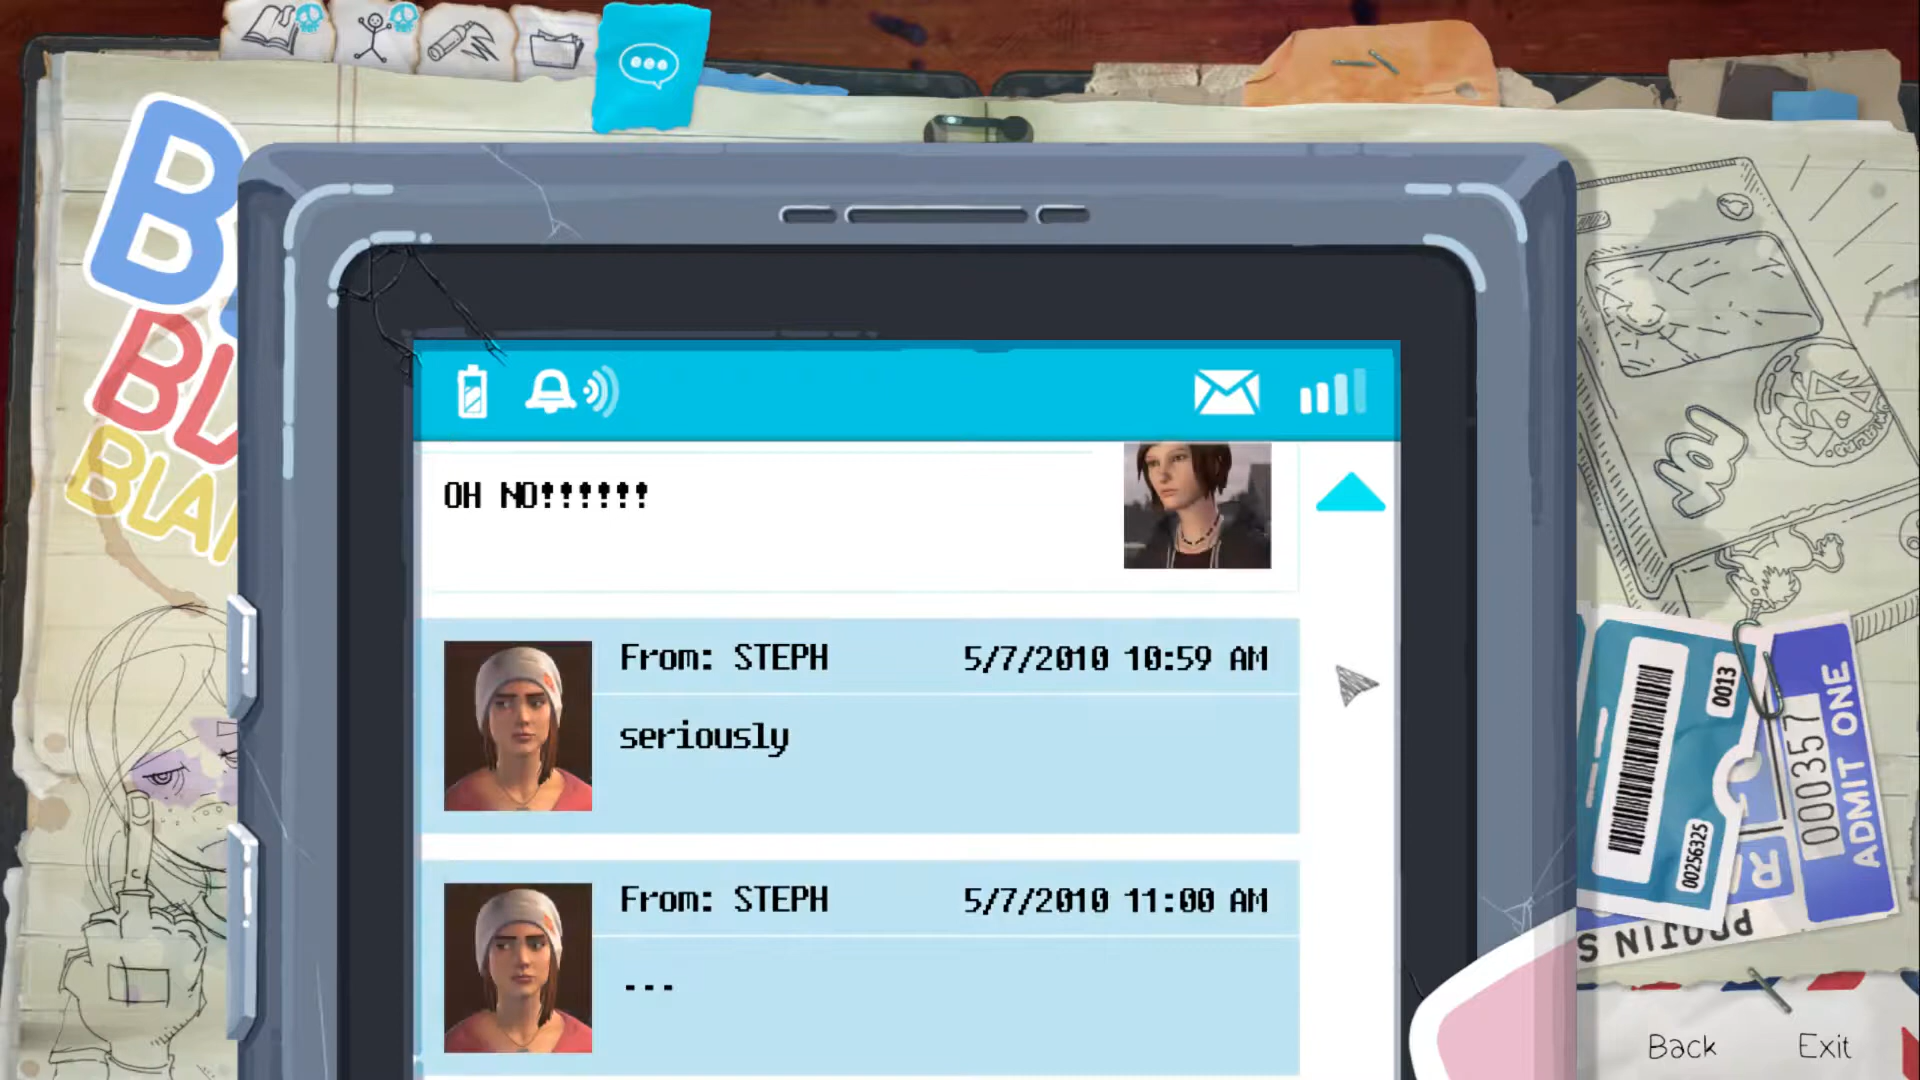 OH NO!!!!!!
From: STEPH 5/7/2010 10:59 AM
seriously
From: STEPH 5/7/2010 11:00 AM
---
0013
00256325
000357
ADMIT ONE
Back Exit